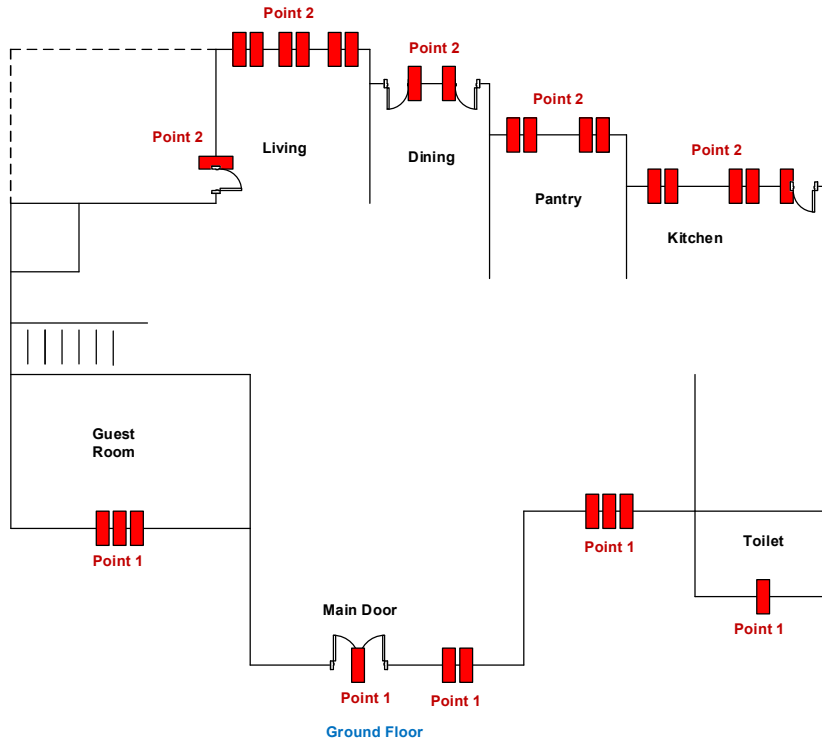 Point 2
Point 2
Point 2
Point 2
Point 2
Living
Dining
Pantry
Kitchen
Guest
Room
Point 1
Point 1
Toilet
Main Door
Point 1
Point 1
Point 1
Ground Floor